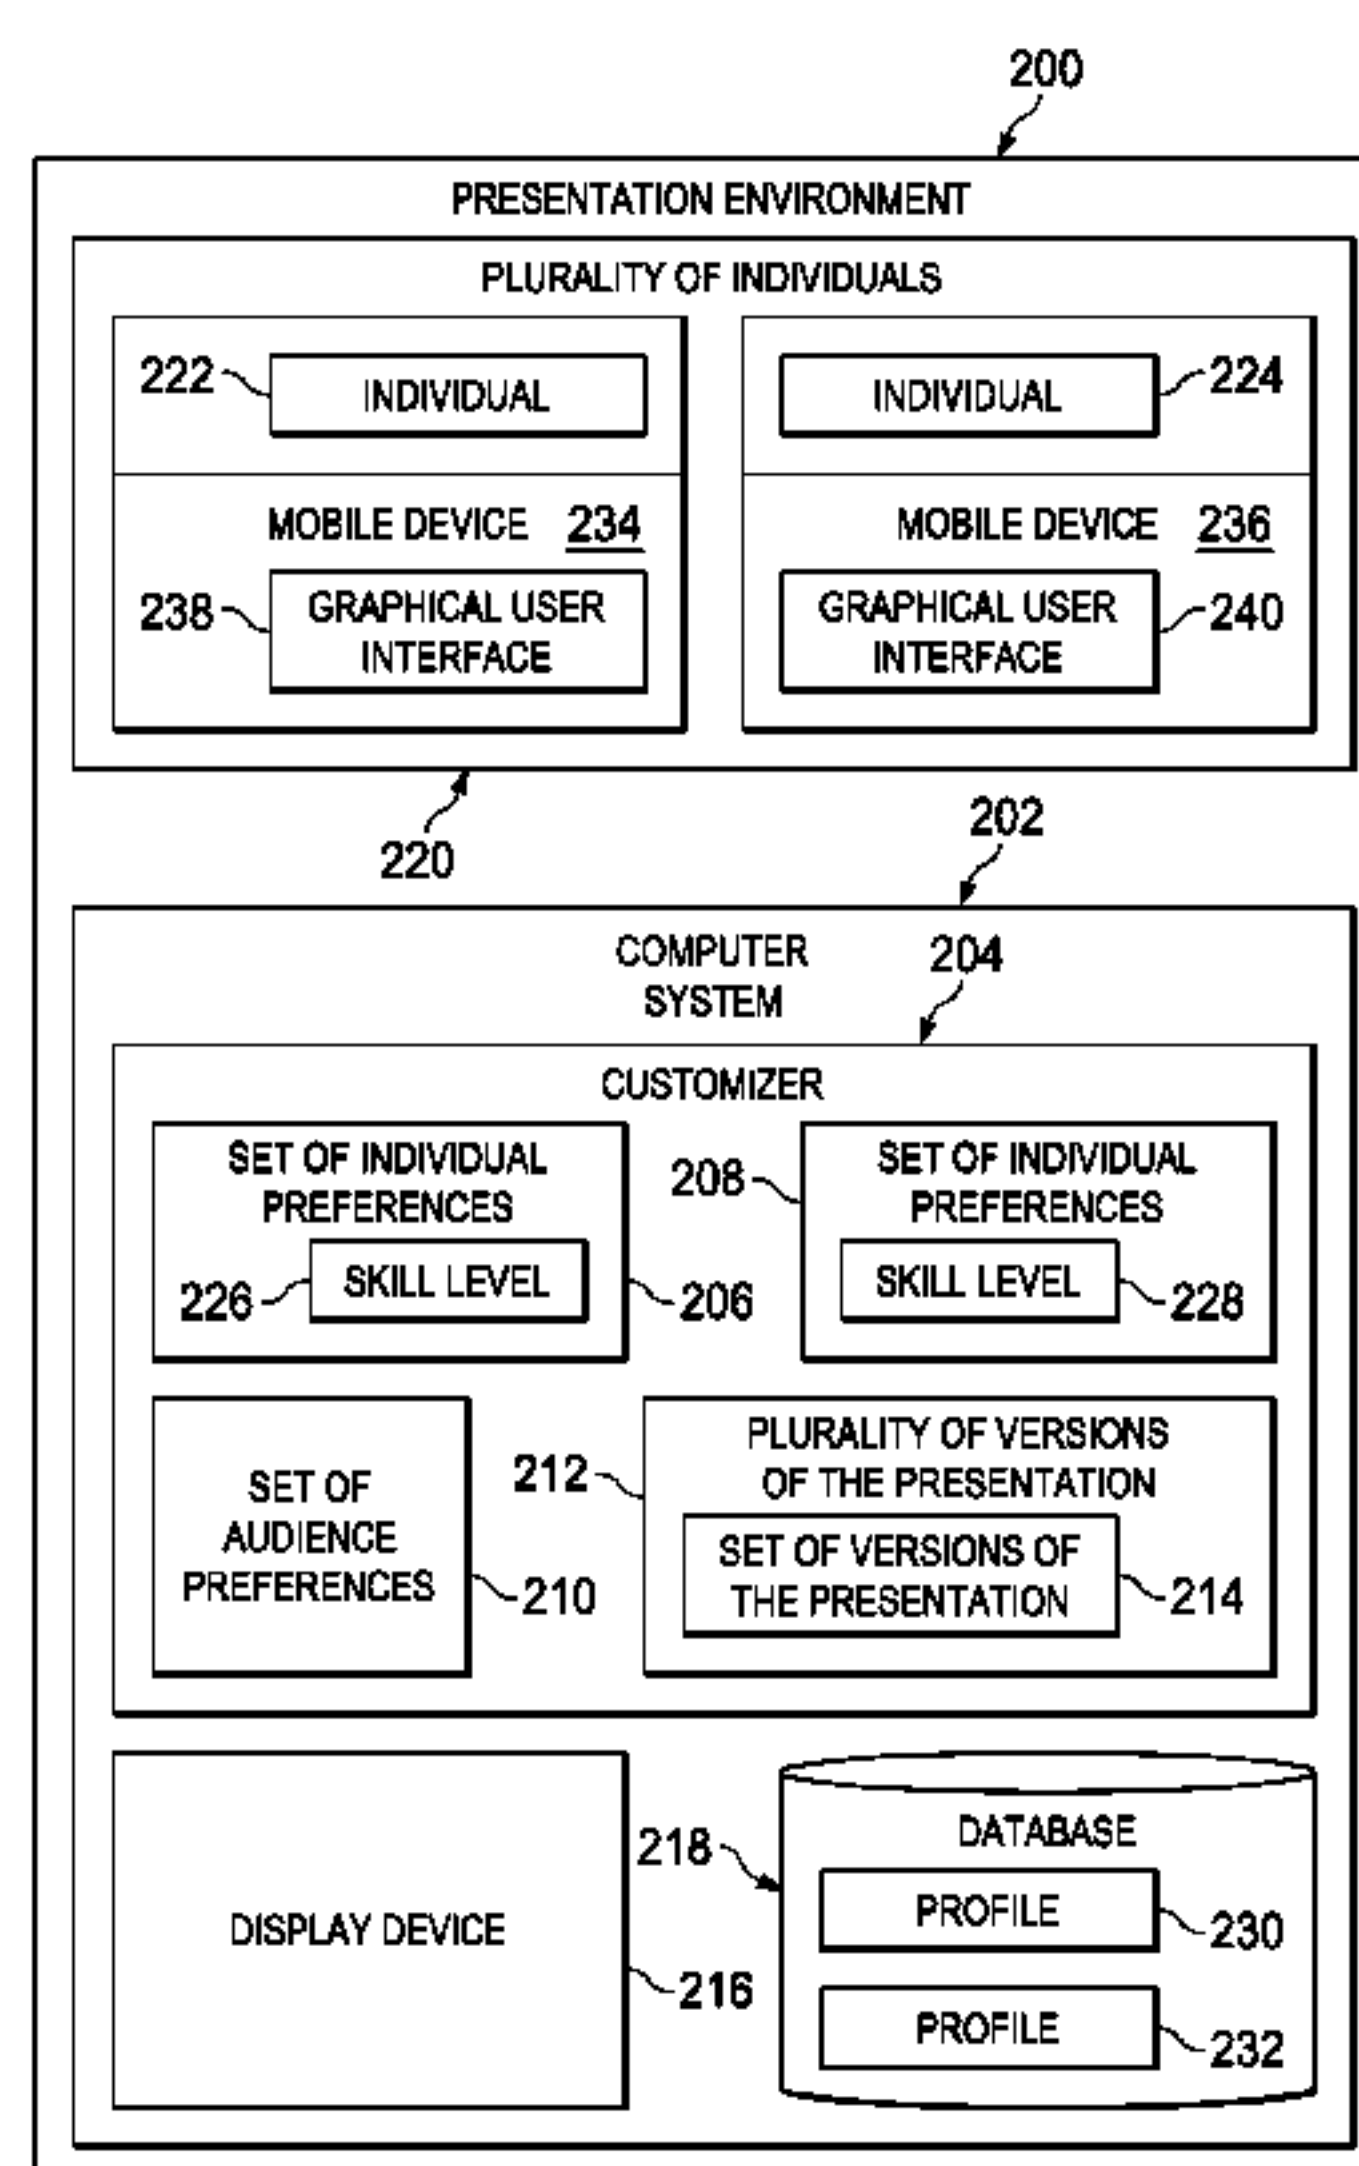 200
PRESENTATION ENVIRONMENT
PLURALITY OF INDIVIDUALS
222 INDIVIDUAL INDIVIDUAL 224
MOBILE DEVICE 234 MOBILE DEVICE 236
238 GRAPHICAL USER GRAPHICAL USER 240
INTERFACE INTERFACE
220
202
COMPUTER
SYSTEM
204
CUSTOMIZER
SET OF INDIVIDUAL
PREFERENCES
226 SKILL LEVEL 206
208 SET OF INDIVIDUAL
PREFERENCES
SKILL LEVEL 228
SET OF
AUDIENCE
PREFERENCES 210
212 PLURALITY OF VERSIONS
OF THE PRESENTATION
SET OF VERSIONS OF
THE PRESENTATION 214
DISPLAY DEVICE
216
218 DATABASE
PROFILE 230
PROFILE 232